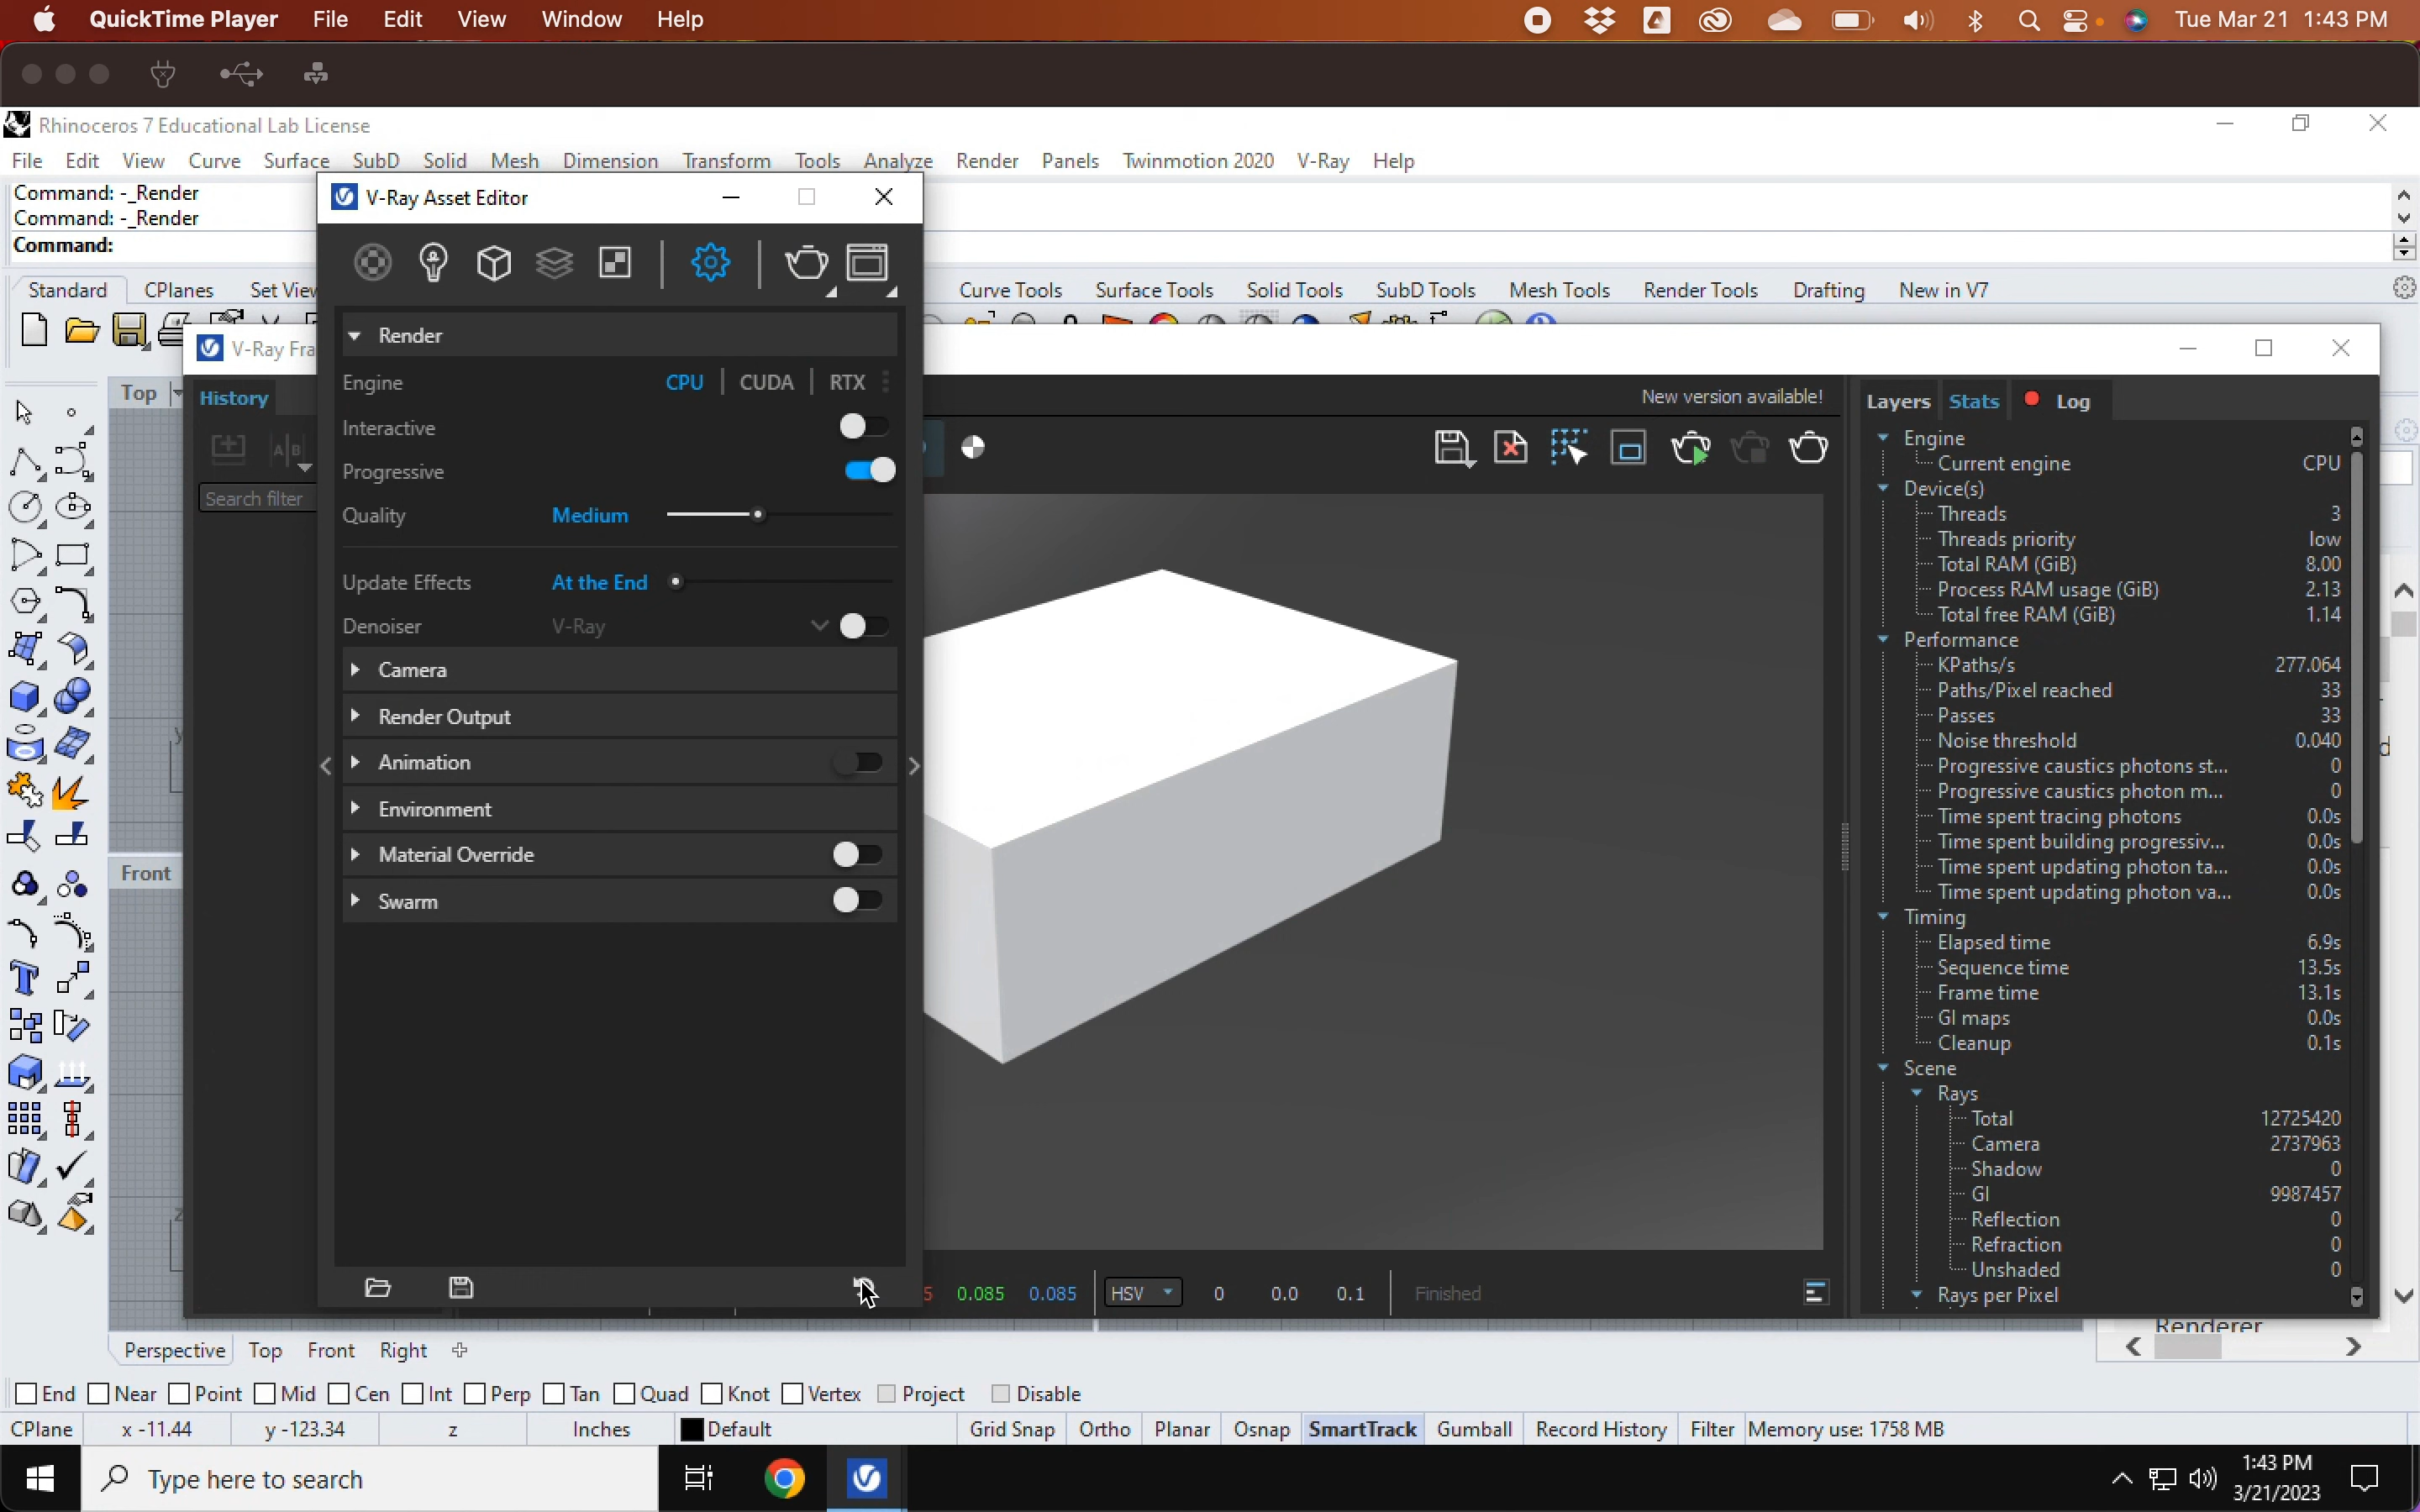 QuickTime Player File Edit View Window Help Tue Mar 21 1:43 PM
Rhinoceros 7 Educational Lab License
File Edit View Curve Surface SubD Solid Mesh Dimension Transform Tools Analyze Render Panels Twinmotion 2020 V-Ray Help
Command: -_Render
Command: -_Render
Command:
V-Ray Asset Editor
Standard CPlanes Set View Curve Tools Surface Tools Solid Tools SubD Tools Mesh Tools Render Tools Drafting New in V7
V-Ray Fra
Top
History
A B
Search filter
Render
Engine CPU CUDA RTX
Interactive
Progressive
Quality Medium
Update Effects At the End
Denoiser V-Ray
Camera
Render Output
Animation
Environment
Material Override
Swarm
Front
New version available!
Layers Stats Log
Engine
Current engine CPU
Device(s)
Threads 3
Threads priority low
Total RAM (GiB) 8.00
Process RAM usage (GiB) 2.13
Total free RAM (GiB) 1.14
Performance
KPaths/s 277.064
Paths/Pixel reached 33
Passes 33
Noise threshold 0.040
Progressive caustics photons st... 0
Progressive caustics photon m... 0
Time spent tracing photons 0.0s
Time spent building progressiv... 0.0s
Time spent updating photon ta... 0.0s
Time spent updating photon va... 0.0s
Timing
Elapsed time 6.9s
Sequence time 13.5s
Frame time 13.1s
GI maps 0.0s
Cleanup 0.1s
Scene
Rays
Total 12725420
Camera 2737963
Shadow 0
GI 9987457
Reflection 0
Refraction 0
Unshaded 0
Rays per Pixel
5 0.085 0.085 HSV 0 0.0 0.1 Finished
Renderer
Perspective Top Front Right
End Near Point Mid Cen Int Perp Tan Quad Knot Vertex Project Disable
CPlane x -11.44 y -123.34 z Inches Default Grid Snap Ortho Planar Osnap SmartTrack Gumball Record History Filter Memory use: 1758 MB
Type here to search
1:43 PM
3/21/2023